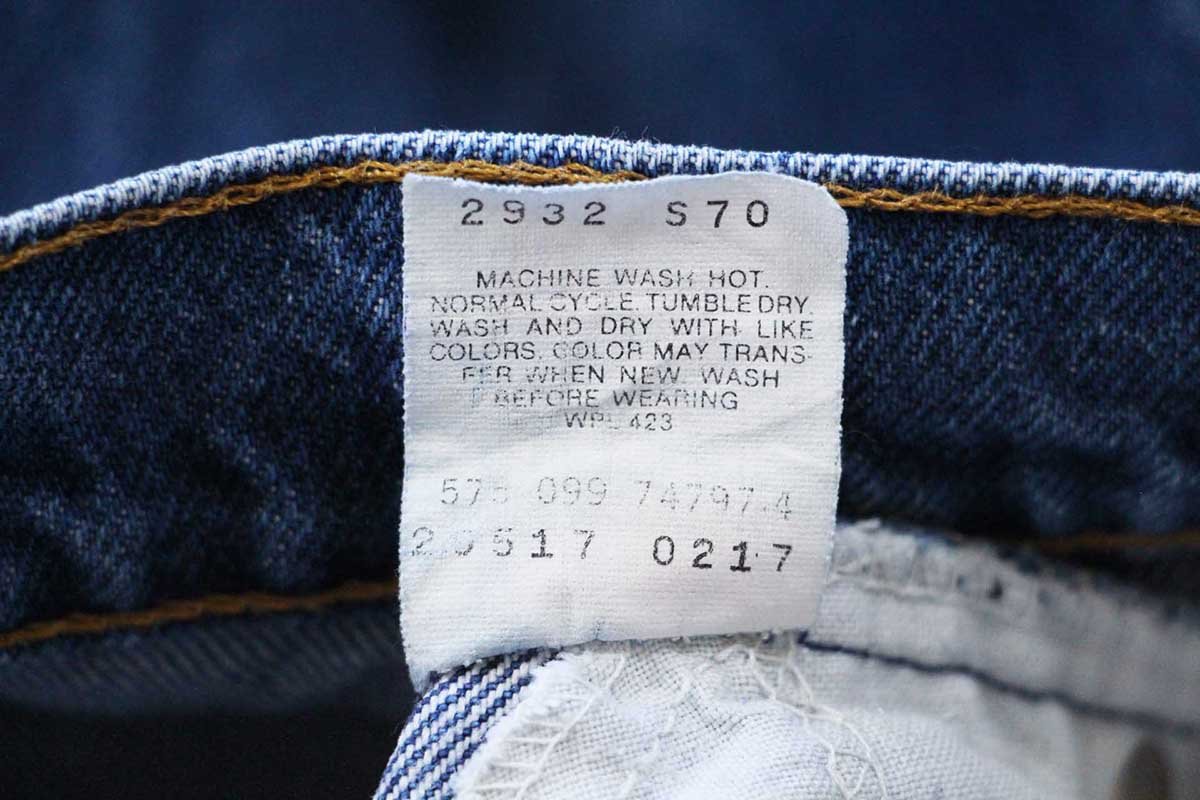 2932 S70
MACHINE WASH HOT.
NORMAL CYCLE. TUMBLE DRY.
WASH AND DRY WITH LIKE
COLORS. COLOR MAY TRANS-
FER WHEN NEW WASH
BEFORE WEARING
WPL 423
099 74797-4
0217